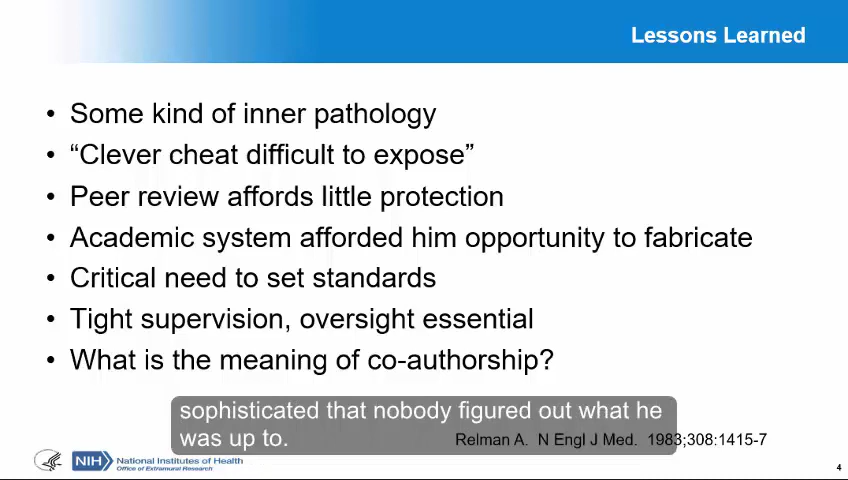 Lessons Learned
• Some kind of inner pathology
• “Clever cheat difficult to expose”
• Peer review affords little protection
• Academic system afforded him opportunity to fabricate
• Critical need to set standards
• Tight supervision, oversight essential
• What is the meaning of co-authorship?
sophisticated that nobody figured out what he
was up to.
Relman A. N Engl J Med. 1983;308:1415-7
NIH National Institutes of Health
Office of Extramural Research
4